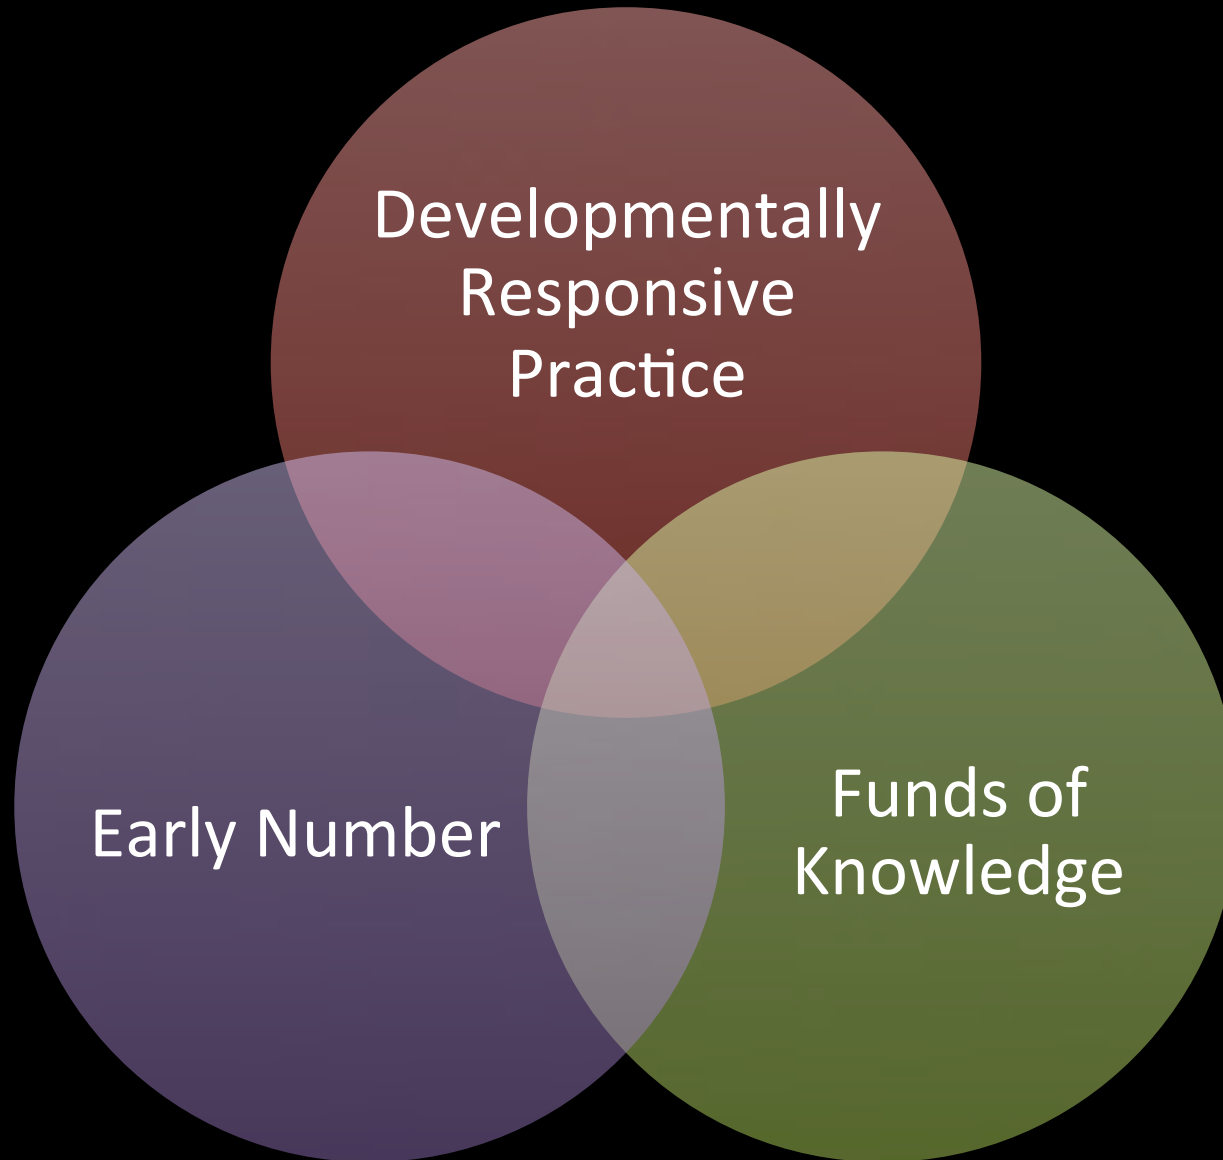 Developmentally
Responsive
Practice
Early Number
Funds of
Knowledge